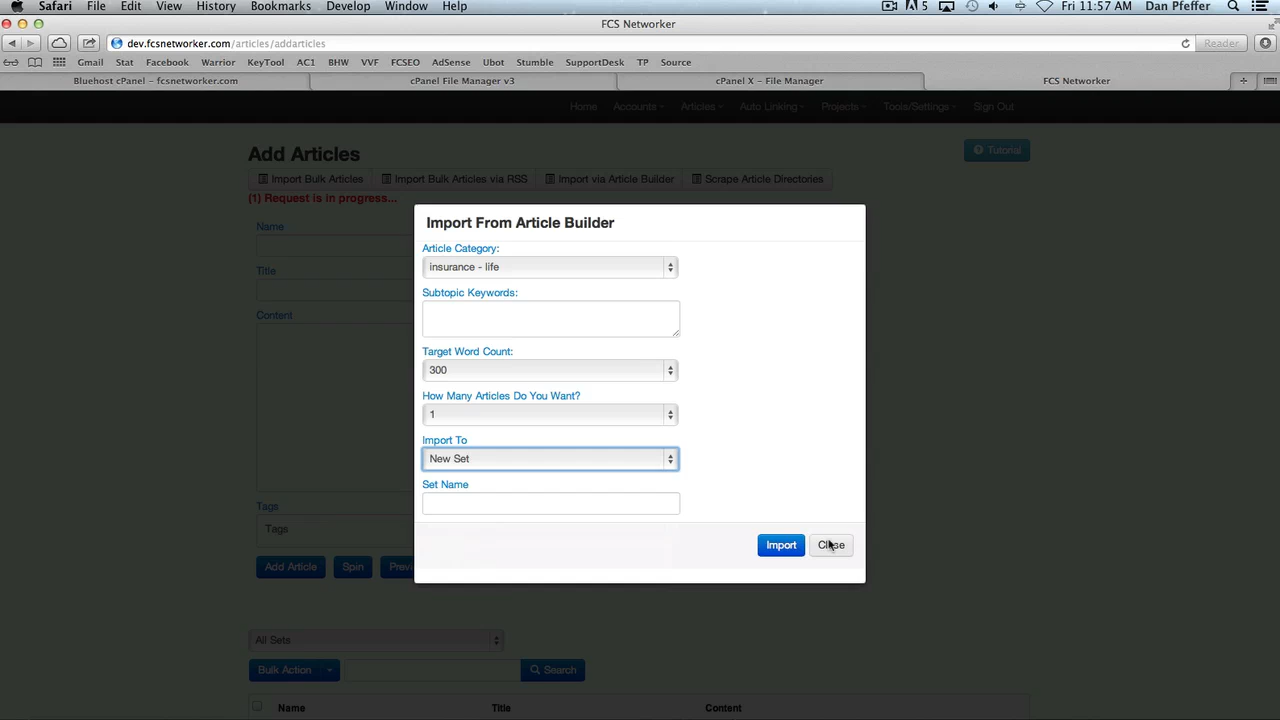 Safari File Edit View History Bookmarks Develop Window Help 5 Fri 11:57 AM Dan Pfeffer
FCS Networker
dev.fcsnetworker.com/articles/addarticles Reader
Gmail Stat Facebook Warrior KeyTool AC1 BHW VVF FCSEO AdSense Ubot Stumble SupportDesk TP Source
Bluehost cPanel – fcsnetworker.com cPanel File Manager v3 cPanel X – File Manager FCS Networker
Home Accounts Articles Auto Linking Projects Tools/Settings Sign Out
Add Articles Tutorial
Import Bulk Articles Import Bulk Articles via RSS Import via Article Builder Scrape Article Directories
(1) Request is in progress...
Name
Title
Content
Tags
Tags
Add Article Spin Previ
Import From Article Builder
Article Category:
insurance - life
Subtopic Keywords:
Target Word Count:
300
How Many Articles Do You Want?
1
Import To
New Set
Set Name
Import Close
All Sets
Bulk Action Search
Name Title Content